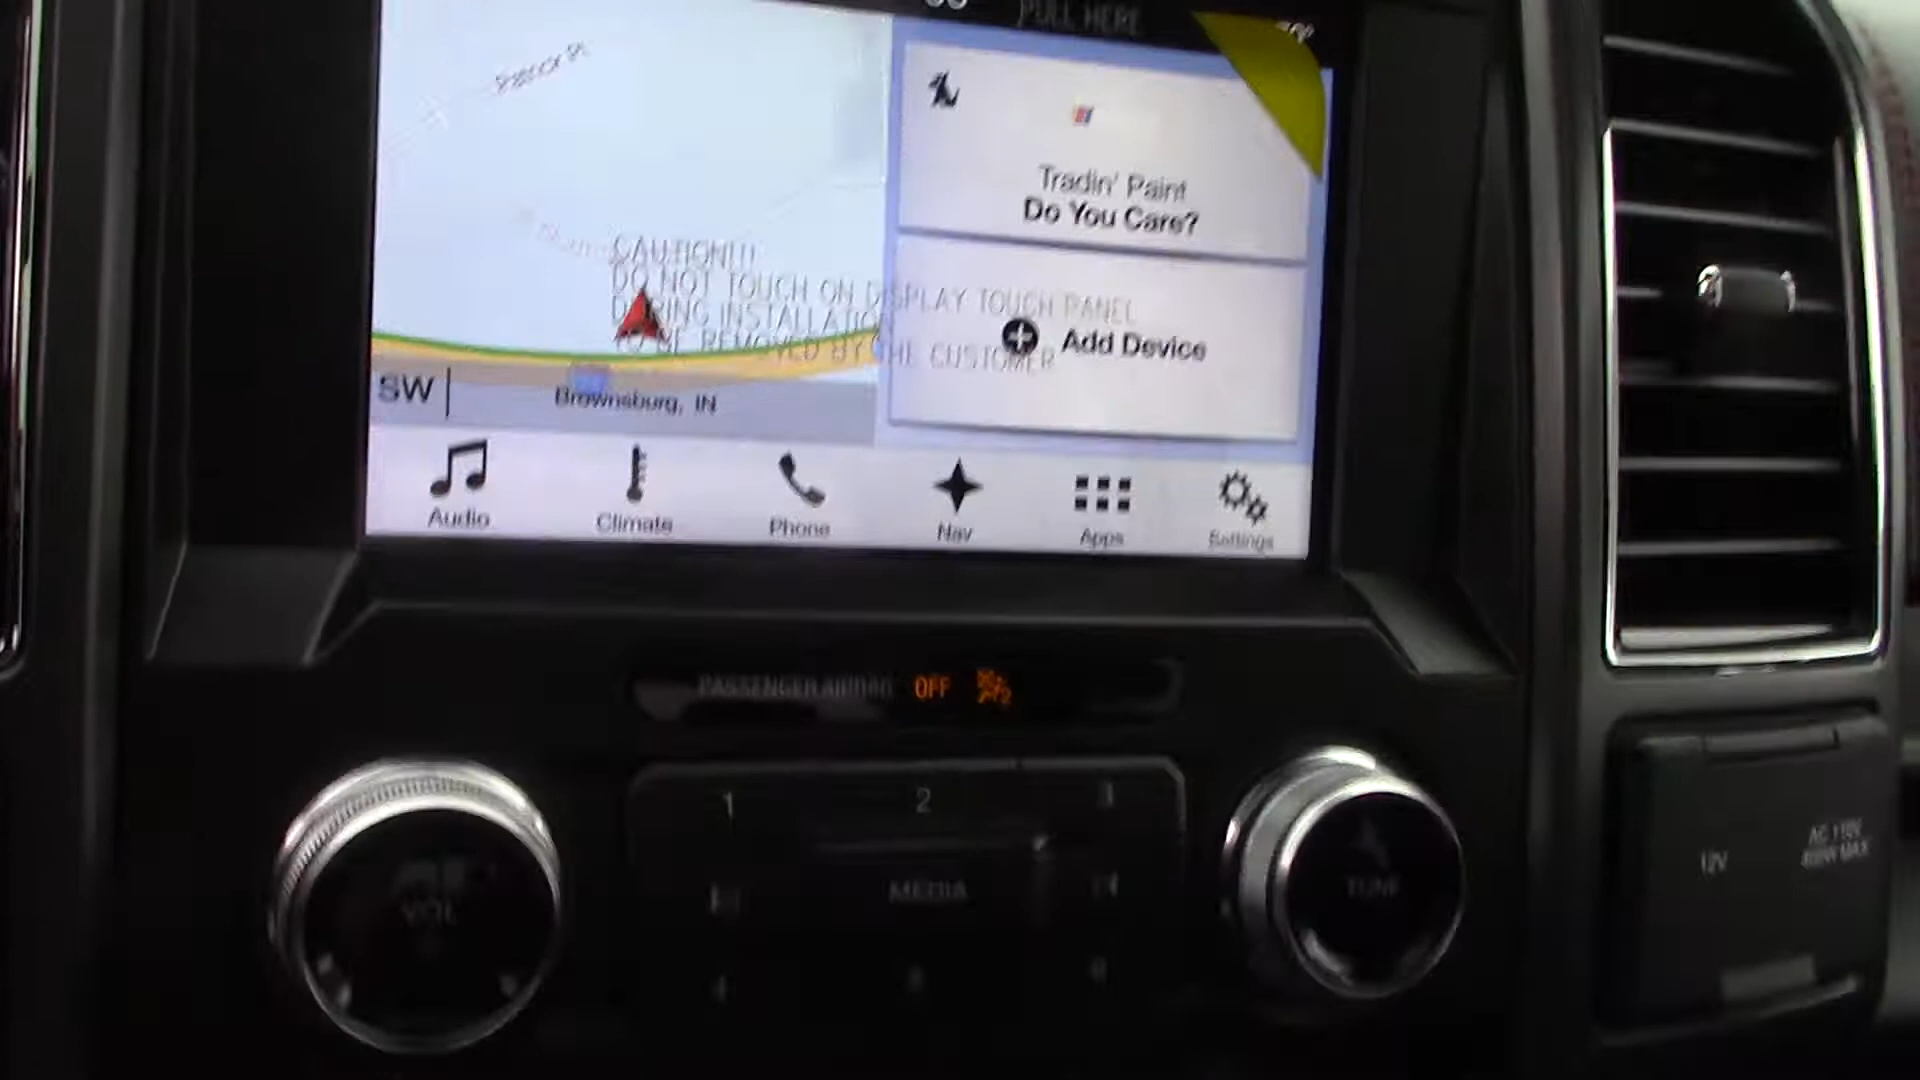 PULL HERE
Tradin' Paint
Do You Care?
CAUTION!!!
DO NOT TOUCH ON DISPLAY TOUCH PANEL
DURING INSTALLATION
TO BE REMOVED BY THE CUSTOMER
Add Device
SW
Brownsburg, IN
Audio
Climate
Phone
Nav
Apps
Settings
PASSENGER AIRBAG OFF
1
2
3
VOL
MEDIA
TUNE
12V
AC 110V
400W MAX